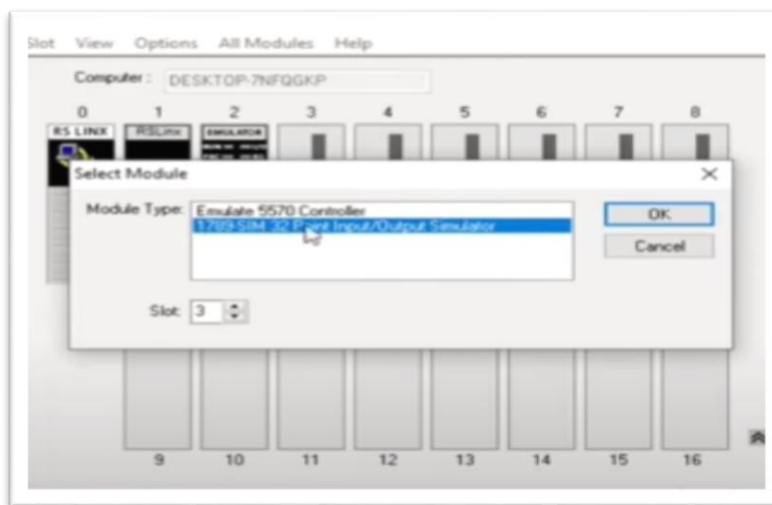 Slot View Options All Modules Help
Computer : DESKTOP-7NFQGKP
0 1 2 3 4 5 6 7 8
RS LINX RSLinx EMULATOR
Select Module
Module Type: Emulate 5570 Controller
1789-SIM 32 Point Input/Output Simulator
OK
Cancel
Slot: 3
9 10 11 12 13 14 15 16